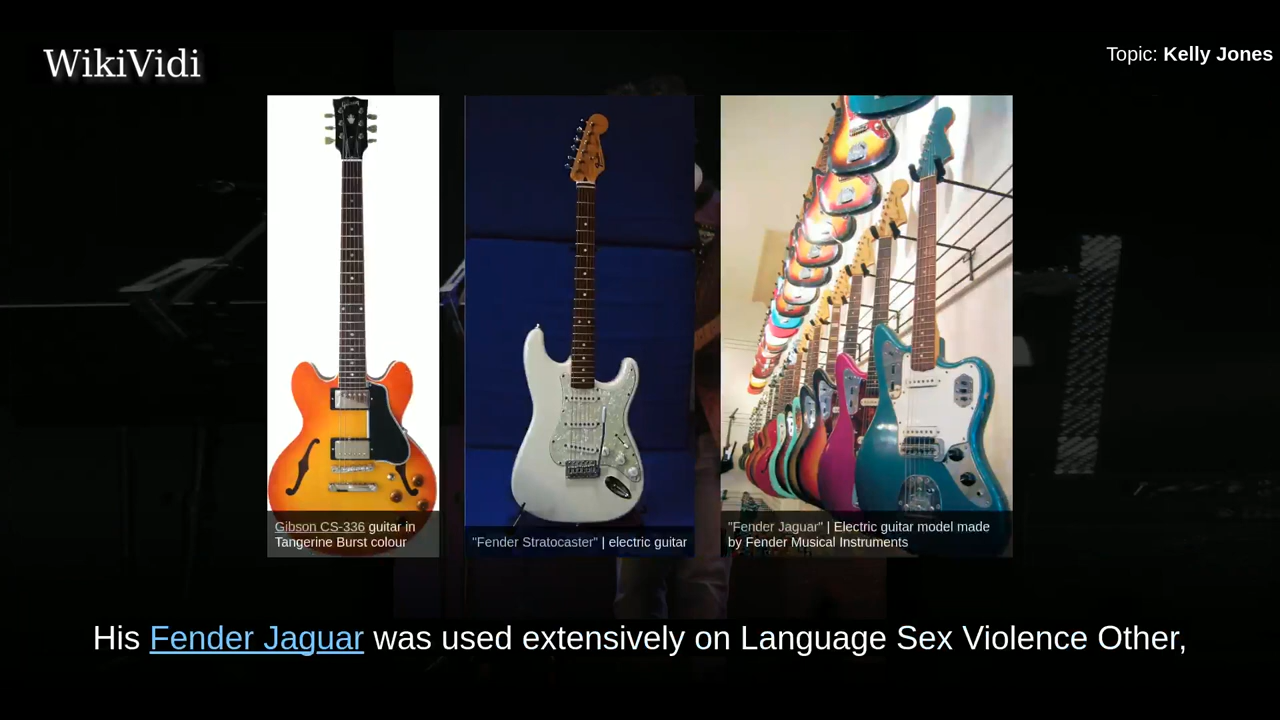 WikiVidi
Topic: Kelly Jones
Gibson CS-336 guitar in
Tangerine Burst colour
"Fender Stratocaster" | electric guitar
"Fender Jaguar" | Electric guitar model made
by Fender Musical Instruments
His Fender Jaguar was used extensively on Language Sex Violence Other,